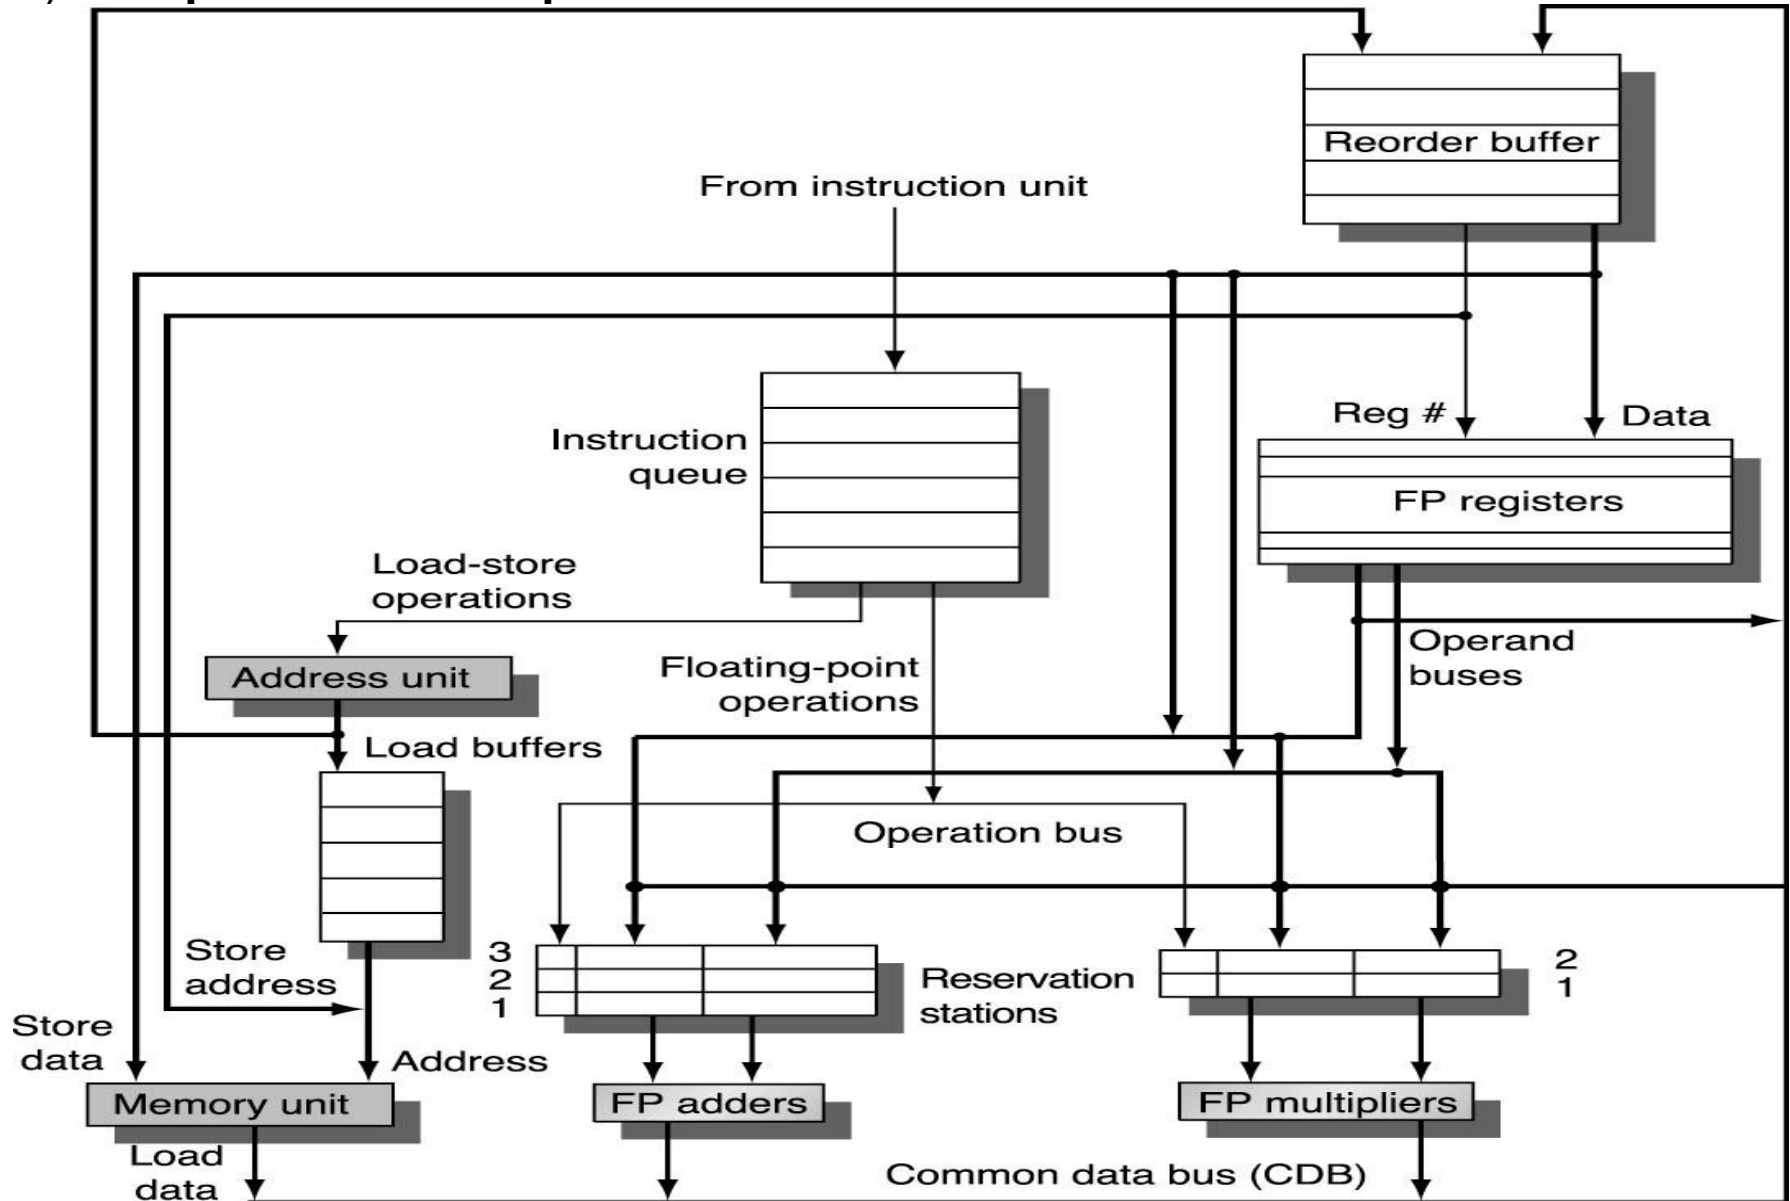 Reorder buffer
From instruction unit
Reg #
Data
Instruction
queue
FP registers
Load-store
operations
Operand
buses
Address unit
Floating-point
operations
Load buffers
Operation bus
Store
address
3
2
1
Reservation
stations
2
1
Store
data
Address
Memory unit
FP adders
FP multipliers
Load
data
Common data bus (CDB)